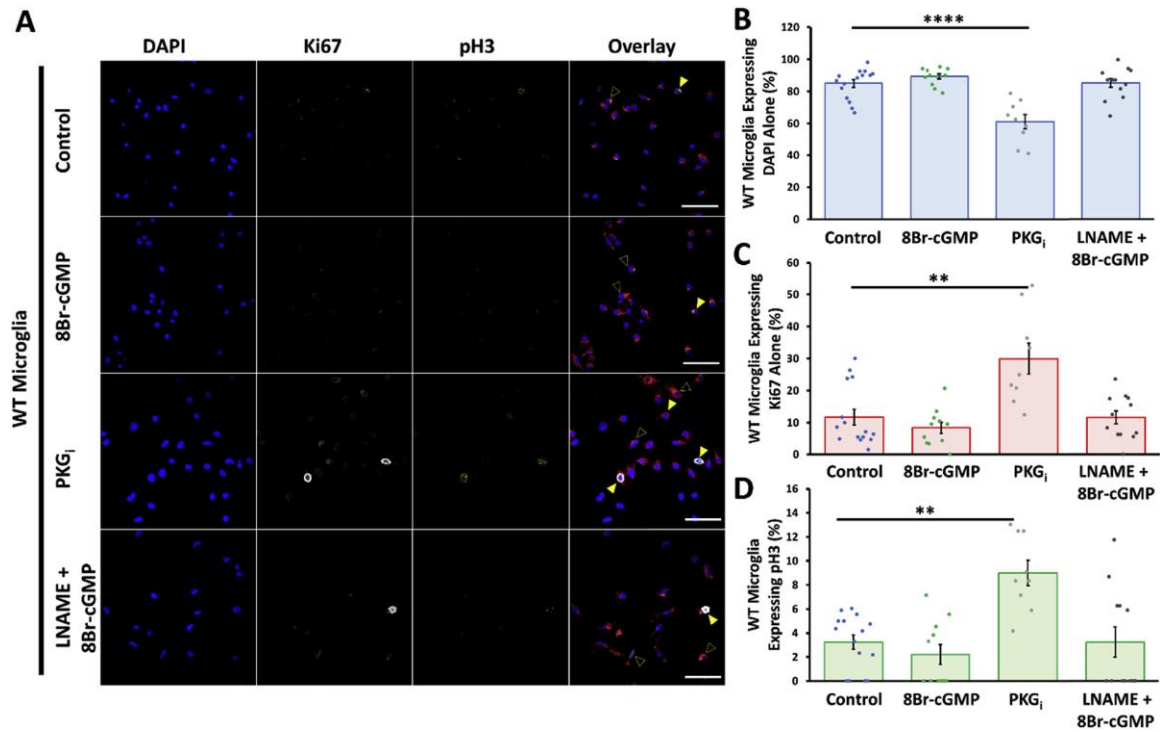 A
DAPI
Ki67
pH3
Overlay
WT Microglia
Control
8Br-cGMP
PKGi
LNAME +
8Br-cGMP
B
****
WT Microglia Expressing
DAPI Alone (%)
120
100
80
60
40
20
0
Control
8Br-cGMP
PKGi
LNAME +
8Br-cGMP
C
**
WT Microglia Expressing
Ki67 Alone (%)
60
50
40
30
20
10
0
Control
8Br-cGMP
PKGi
LNAME +
8Br-cGMP
D
**
WT Microglia
Expressing pH3 (%)
16
14
12
10
8
6
4
2
0
Control
8Br-cGMP
PKGi
LNAME +
8Br-cGMP